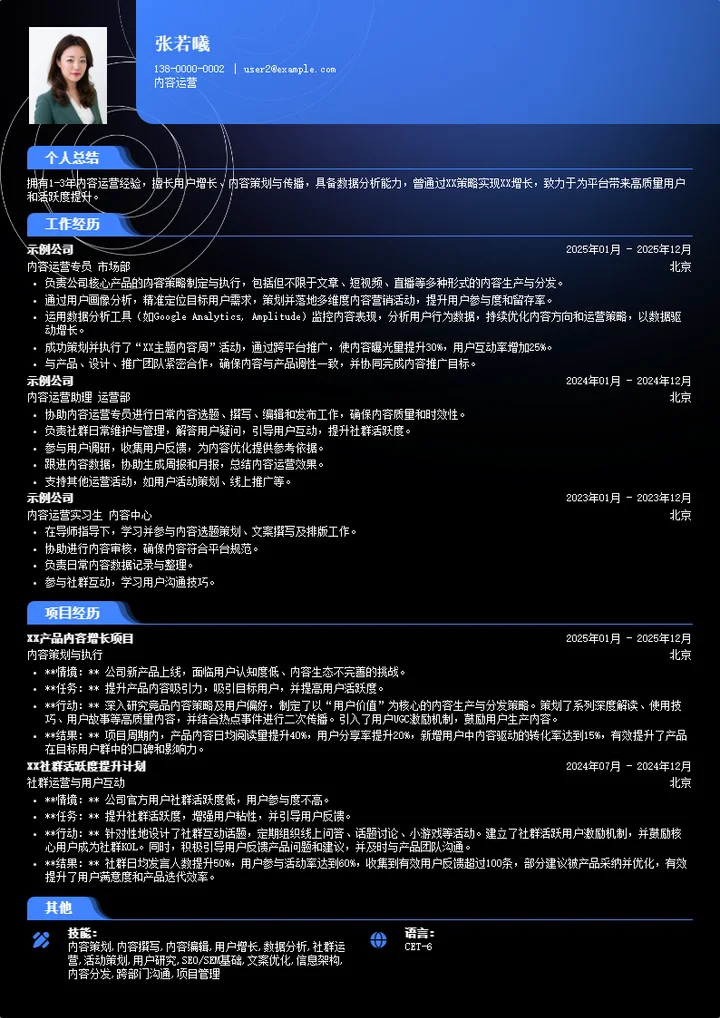 张若曦
138-0000-0002 | user2@example.com
内容运营
个人总结
拥有1-3年内容运营经验，擅长用户增长、内容策划与传播，具备数据分析能力，曾通过XX策略实现XX增长，致力于为平台带来高质量用户
和活跃度提升。
工作经历
示例公司 2025年01月 - 2025年12月
内容运营专员 市场部 北京
• 负责公司核心产品的内容策略制定与执行，包括但不限于文章、短视频、直播等多种形式的内容生产与分发。
• 通过用户画像分析，精准定位目标用户需求，策划并落地多维度内容营销活动，提升用户参与度和留存率。
• 运用数据分析工具（如Google Analytics, Amplitude）监控内容表现，分析用户行为数据，持续优化内容方向和运营策略，以数据驱
动增长。
• 成功策划并执行了“XX主题内容周”活动，通过跨平台推广，使内容曝光量提升30%，用户互动率增加25%。
• 与产品、设计、推广团队紧密合作，确保内容与产品调性一致，并协同完成内容推广目标。
示例公司 2024年01月 - 2024年12月
内容运营助理 运营部 北京
• 协助内容运营专员进行日常内容选题、撰写、编辑和发布工作，确保内容质量和时效性。
• 负责社群日常维护与管理，解答用户疑问，引导用户互动，提升社群活跃度。
• 参与用户调研，收集用户反馈，为内容优化提供参考依据。
• 跟进内容数据，协助生成周报和月报，总结内容运营效果。
• 支持其他运营活动，如用户活动策划、线上推广等。
示例公司 2023年01月 - 2023年12月
内容运营实习生 内容中心 北京
• 在导师指导下，学习并参与内容选题策划、文案撰写及排版工作。
• 协助进行内容审核，确保内容符合平台规范。
• 负责日常内容数据记录与整理。
• 参与社群互动，学习用户沟通技巧。
项目经历
XX产品内容增长项目 2025年01月 - 2025年12月
内容策划与执行 北京
• **情境：** 公司新产品上线，面临用户认知度低、内容生态不完善的挑战。
• **任务：** 提升产品内容吸引力，吸引目标用户，并提高用户活跃度。
• **行动：** 深入研究竞品内容策略及用户偏好，制定了以“用户价值”为核心的内容生产与分发策略。策划了系列深度解读、使用技
巧、用户故事等高质量内容，并结合热点事件进行二次传播。引入了用户UGC激励机制，鼓励用户生产内容。
• **结果：** 项目周期内，产品内容日均阅读量提升40%，用户分享率提升20%，新增用户中内容驱动的转化率达到15%，有效提升了产品
在目标用户群中的口碑和影响力。
XX社群活跃度提升计划 2024年07月 - 2024年12月
社群运营与用户互动 北京
• **情境：** 公司官方用户社群活跃度低，用户参与度不高。
• **任务：** 提升社群活跃度，增强用户粘性，并引导用户反馈。
• **行动：** 针对性地设计了社群互动话题，定期组织线上问答、话题讨论、小游戏等活动。建立了社群活跃用户激励机制，并鼓励核
心用户成为社群KOL。同时，积极引导用户反馈产品问题和建议，并及时与产品团队沟通。
• **结果：** 社群日均发言人数提升50%，用户参与活动率达到60%，收集到有效用户反馈超过100条，部分建议被产品采纳并优化，有效
提升了用户满意度和产品迭代效率。
其他
技能：
内容策划, 内容撰写, 内容编辑, 用户增长, 数据分析, 社群运
营, 活动策划, 用户研究, SEO/SEM基础, 文案优化, 信息架构,
内容分发, 跨部门沟通, 项目管理
语言：
CET-6